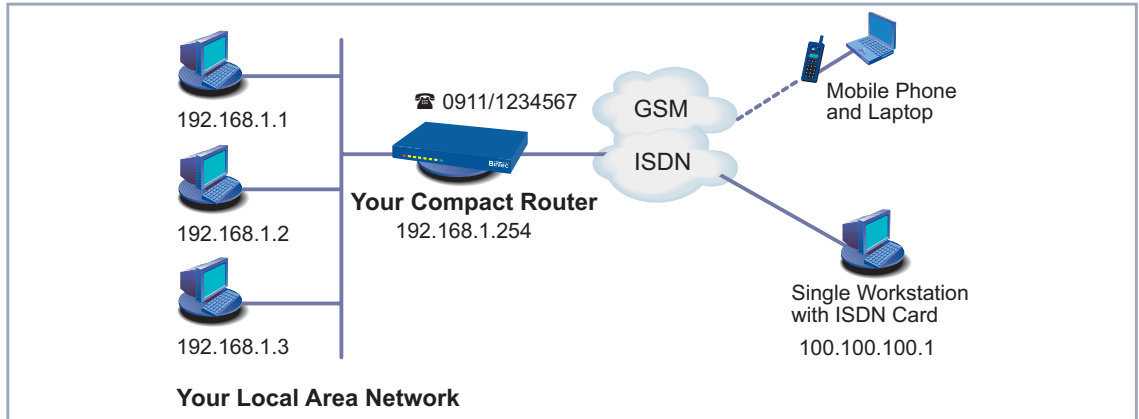 192.168.1.1
192.168.1.2
192.168.1.3
Your Local Area Network
☎ 0911/1234567
BinTec
Your Compact Router
192.168.1.254
GSM
ISDN
Mobile Phone
and Laptop
Single Workstation
with ISDN Card
100.100.100.1